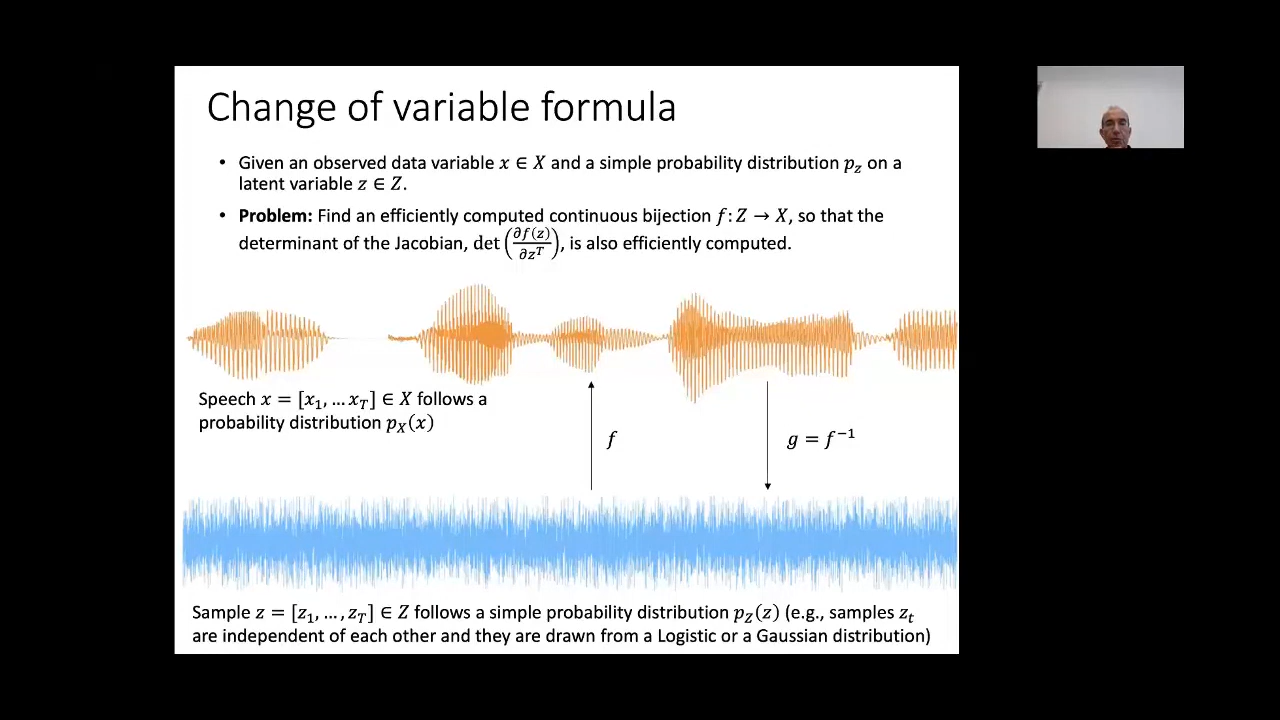 Change of variable formula
• Given an observed data variable x ∈ X and a simple probability distribution p_z on a
latent variable z ∈ Z.
• Problem: Find an efficiently computed continuous bijection f: Z → X, so that the
determinant of the Jacobian, det(∂f(z)/∂z^T), is also efficiently computed.
Speech x = [x_1, … x_T] ∈ X follows a
probability distribution p_X(x)
f
g = f^{-1}
Sample z = [z_1, …, z_T] ∈ Z follows a simple probability distribution p_Z(z) (e.g., samples z_t
are independent of each other and they are drawn from a Logistic or a Gaussian distribution)